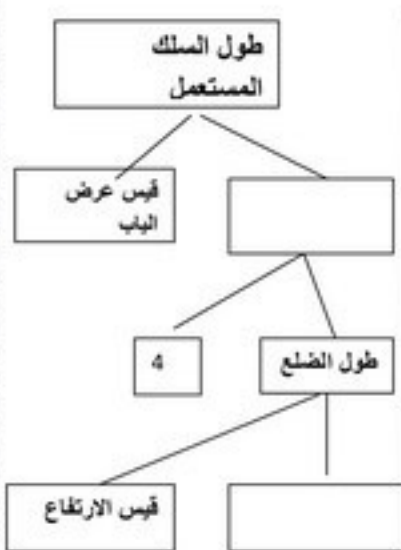 طول السلك
المستعمل
قيس عرض
الباب
4
طول الضلع
قيس الارتفاع